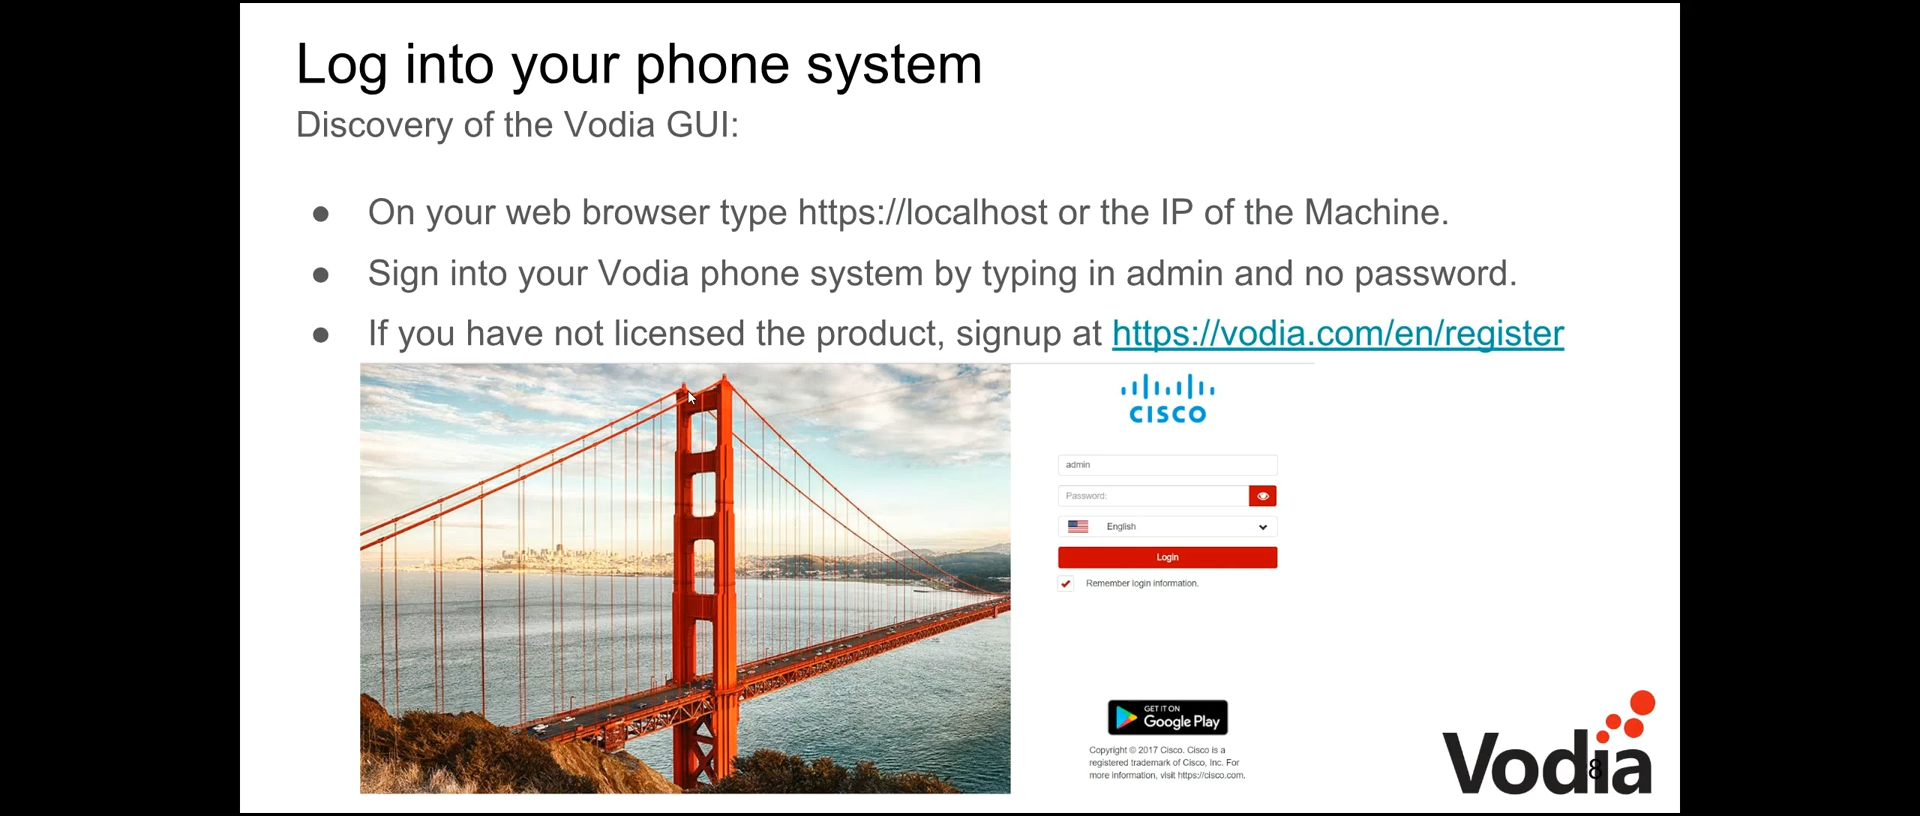 Log into your phone system
Discovery of the Vodia GUI:
● On your web browser type https://localhost or the IP of the Machine.
● Sign into your Vodia phone system by typing in admin and no password.
● If you have not licensed the product, signup at https://vodia.com/en/register
CISCO
admin
Password:
English
Login
Remember login information.
GET IT ON
Google Play
Copyright © 2017 Cisco. Cisco is a
registered trademark of Cisco, Inc. For
more information, visit https://cisco.com.
Vodia
8